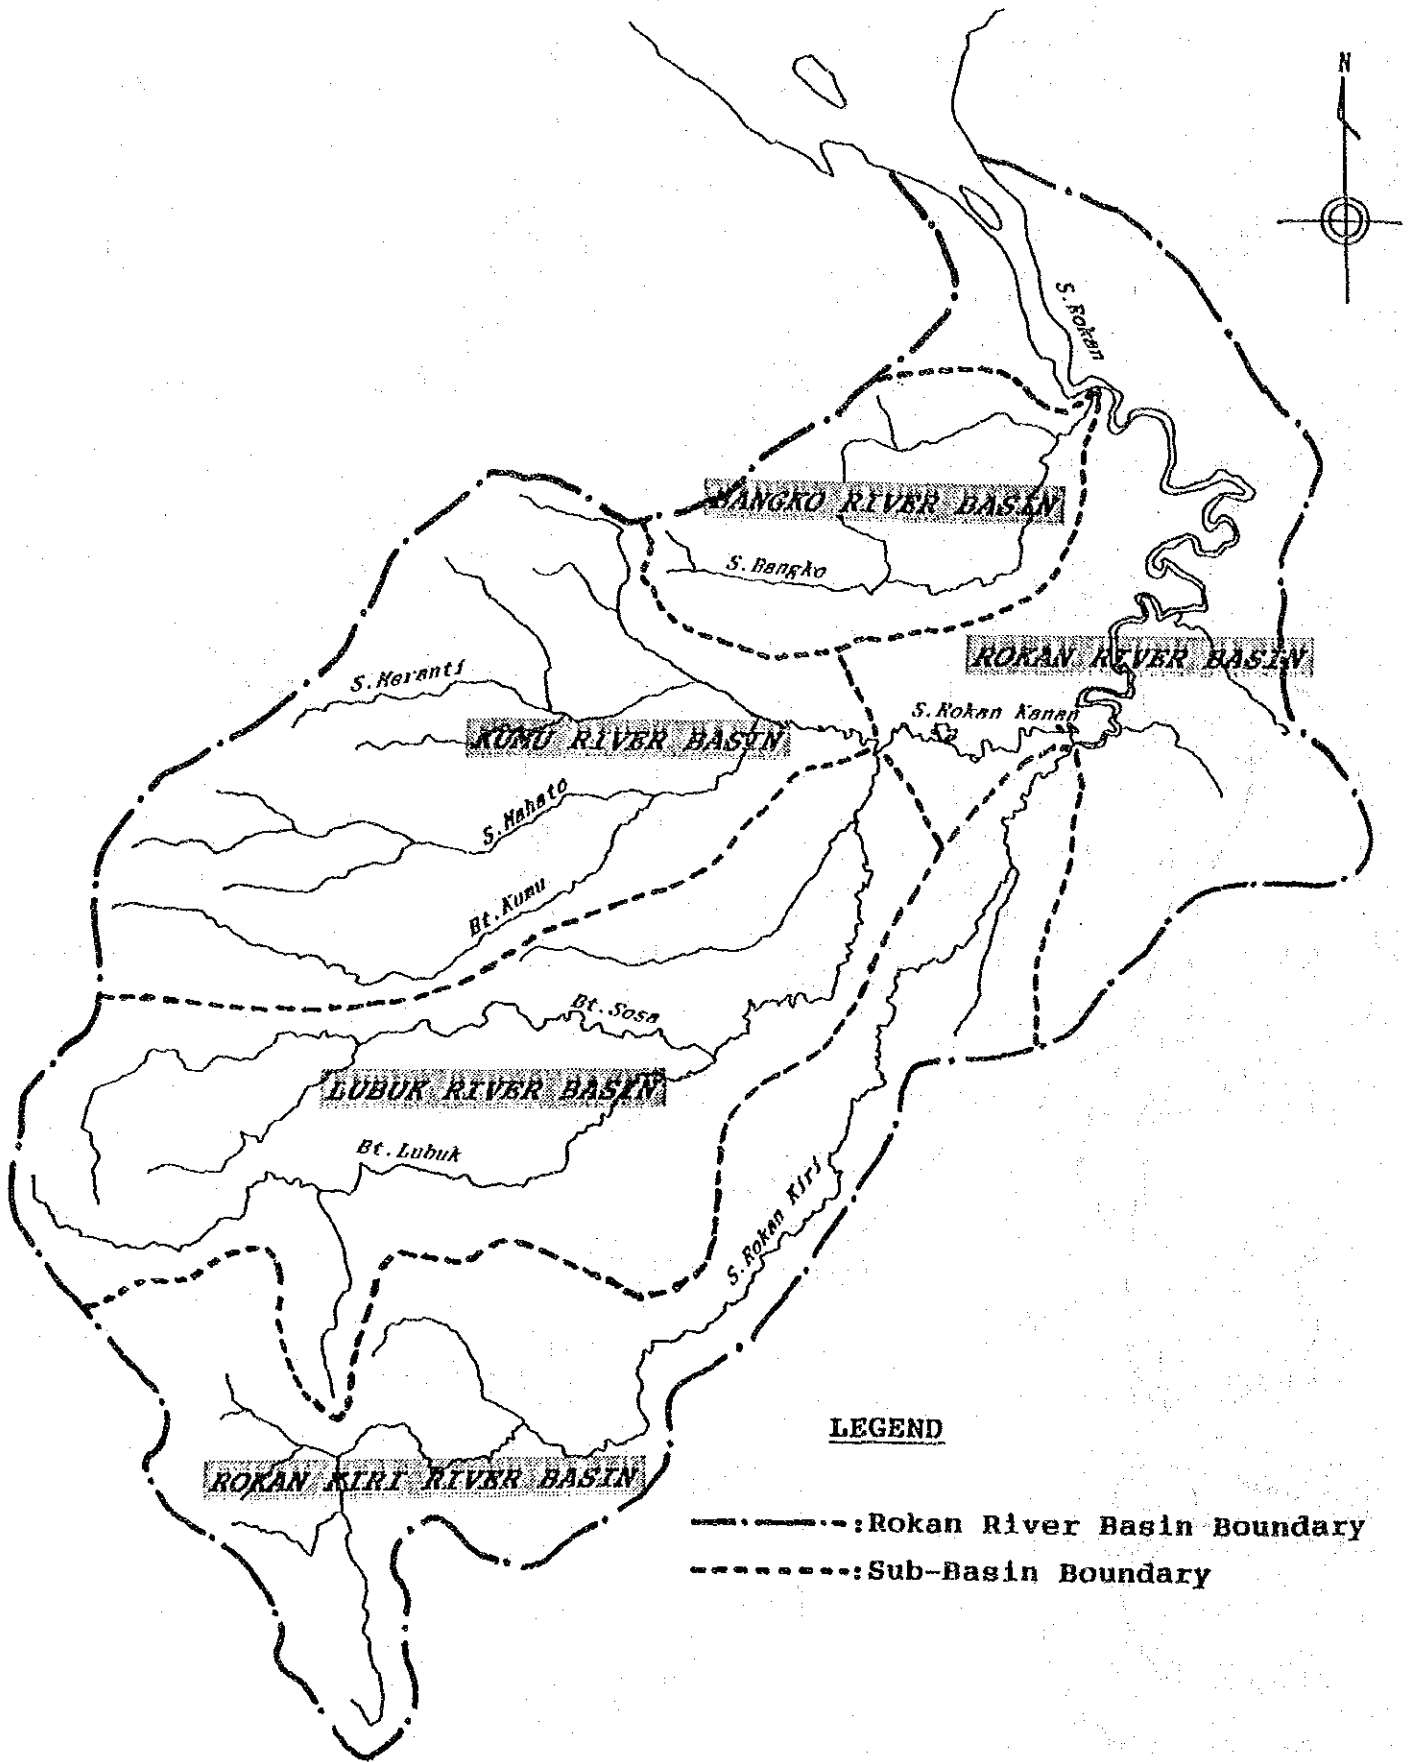 N
S.Rokan
BANGKO RIVER BASIN
S.Bangko
ROKAN RIVER BASIN
S.Meranti
S.Rokan Kanan
KUMU RIVER BASIN
S.Mahato
Bt.Kumu
Bt.Sosa
LUBUK RIVER BASIN
Bt.Lubuk
S.Rokan Kiri
LEGEND
ROKAN KIRI RIVER BASIN
:Rokan River Basin Boundary
:Sub-Basin Boundary